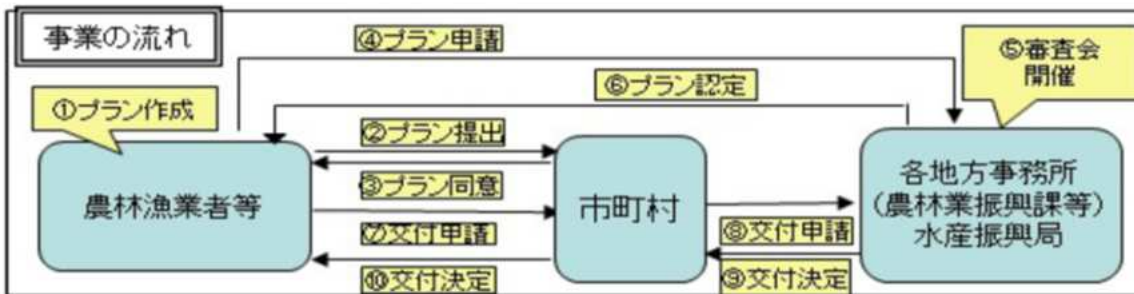 事業の流れ
④プラン申請
⑤審査会
開催
⑥プラン認定
①プラン作成
②プラン提出
③プラン同意
農林漁業者等
市町村
各地方事務所
(農林業振興課等)
水産振興局
⑦交付申請
⑧交付申請
⑨交付決定
⑩交付決定